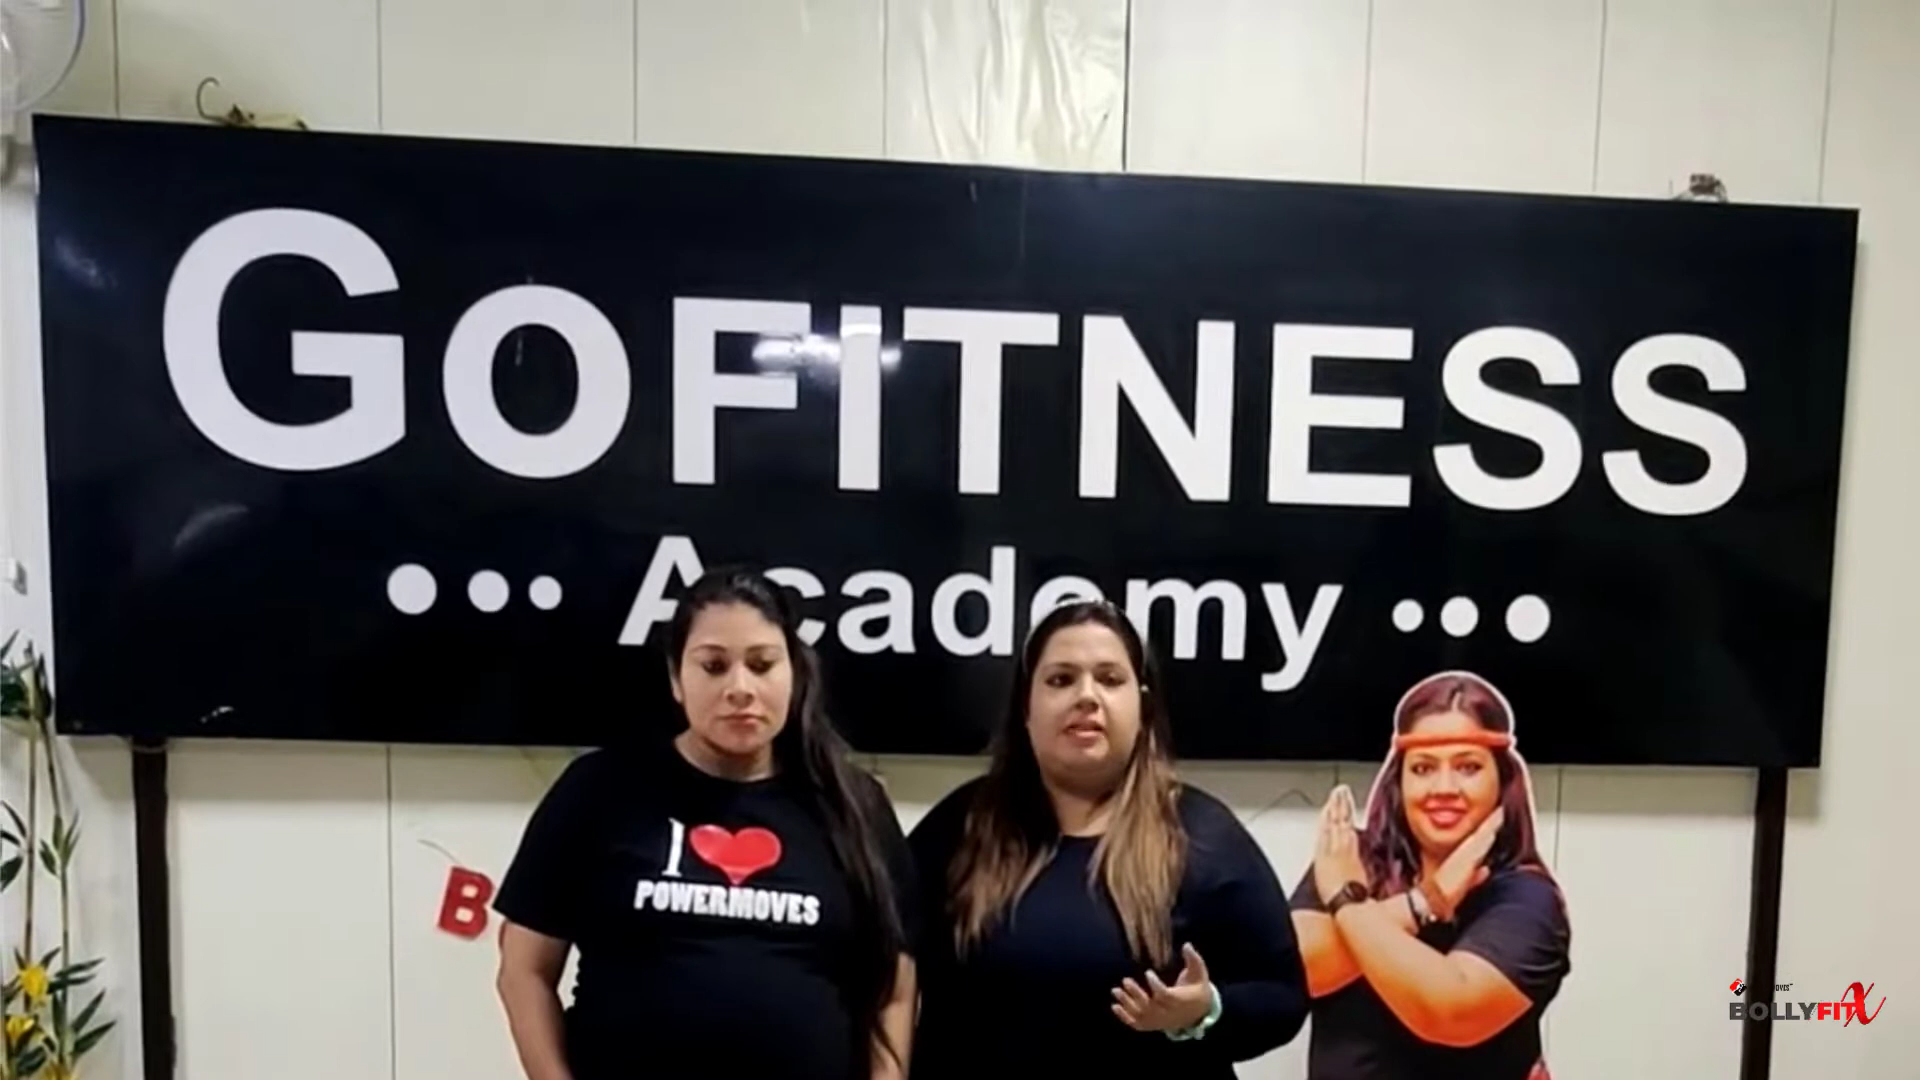 GOFITNESS
••• Academy •••
I ❤
POWERMOVES
B
BOLLYFITX